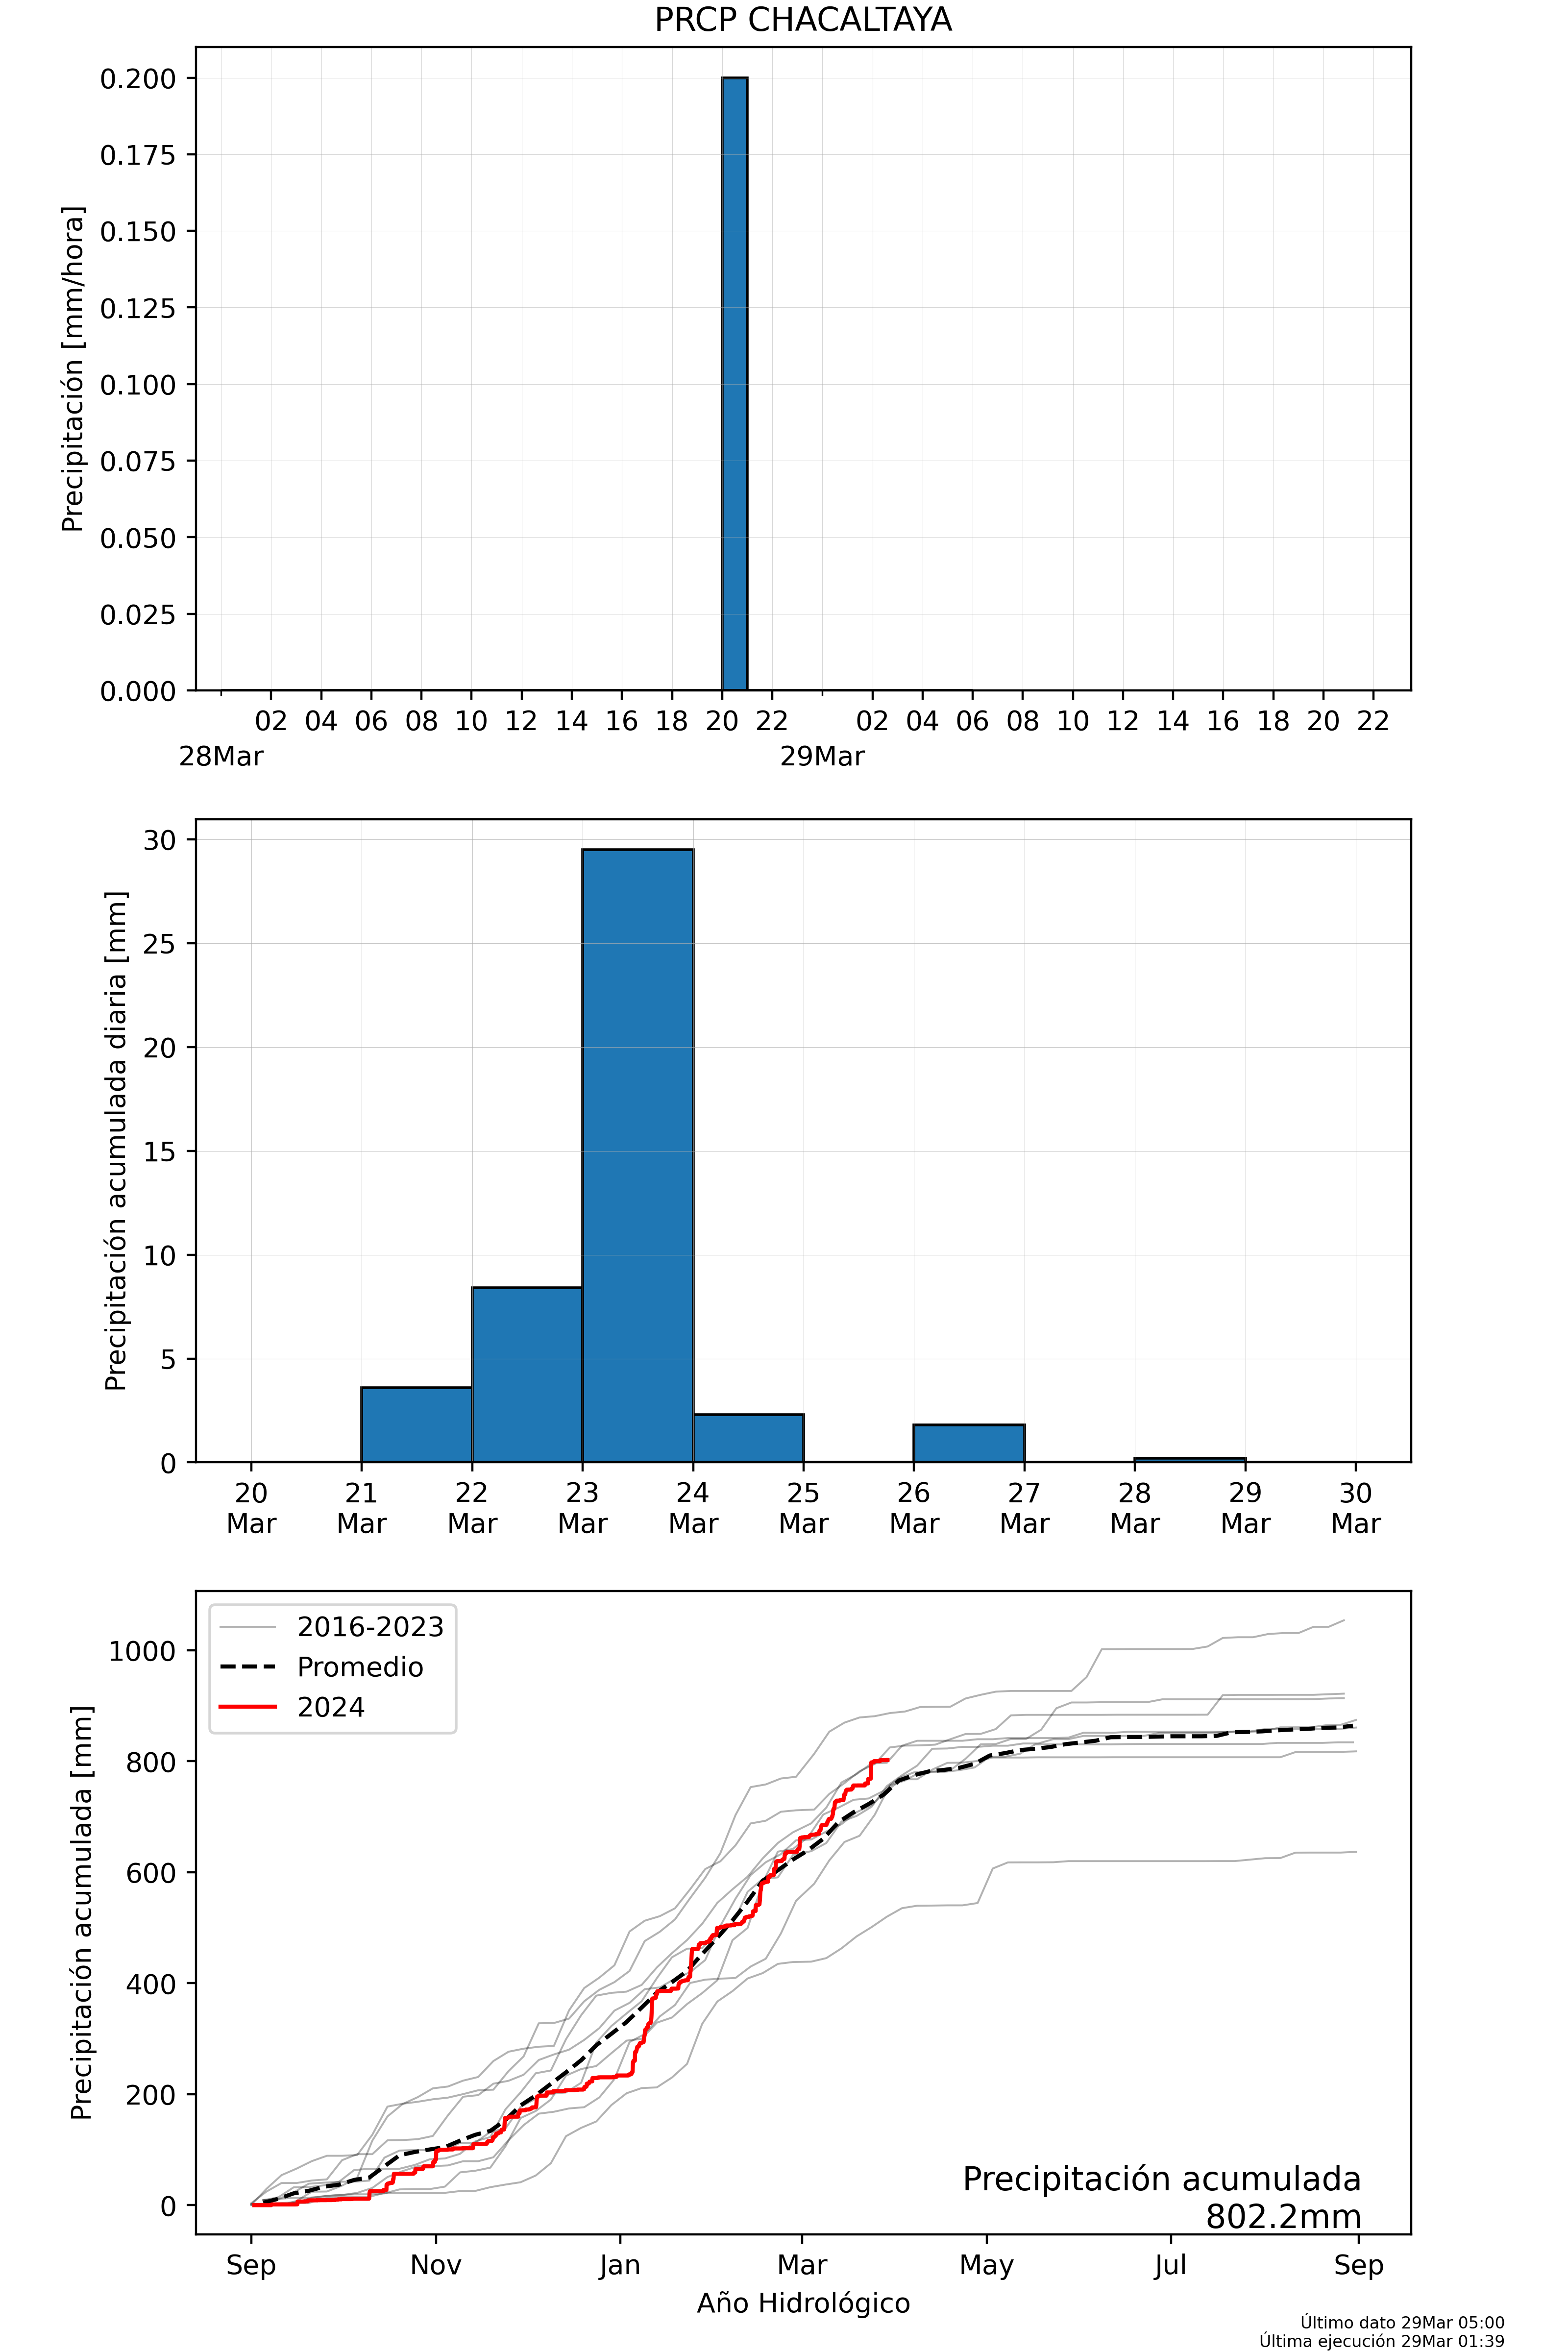 PRCP CHACALTAYA
Precipitación [mm/hora]
0.200
0.175
0.150
0.125
0.100
0.075
0.050
0.025
0.000
02 04 06 08 10 12 14 16 18 20 22 02 04 06 08 10 12 14 16 18 20 22
28Mar 29Mar
Precipitación acumulada diaria [mm]
30
25
20
15
10
5
0
20 21 22 23 24 25 26 27 28 29 30
Mar Mar Mar Mar Mar Mar Mar Mar Mar Mar Mar
Precipitación acumulada [mm]
1000
800
600
400
200
0
2016-2023
Promedio
2024
Precipitación acumulada
802.2mm
Sep Nov Jan Mar May Jul Sep
Año Hidrológico
Último dato 29Mar 05:00
Última ejecución 29Mar 01:39